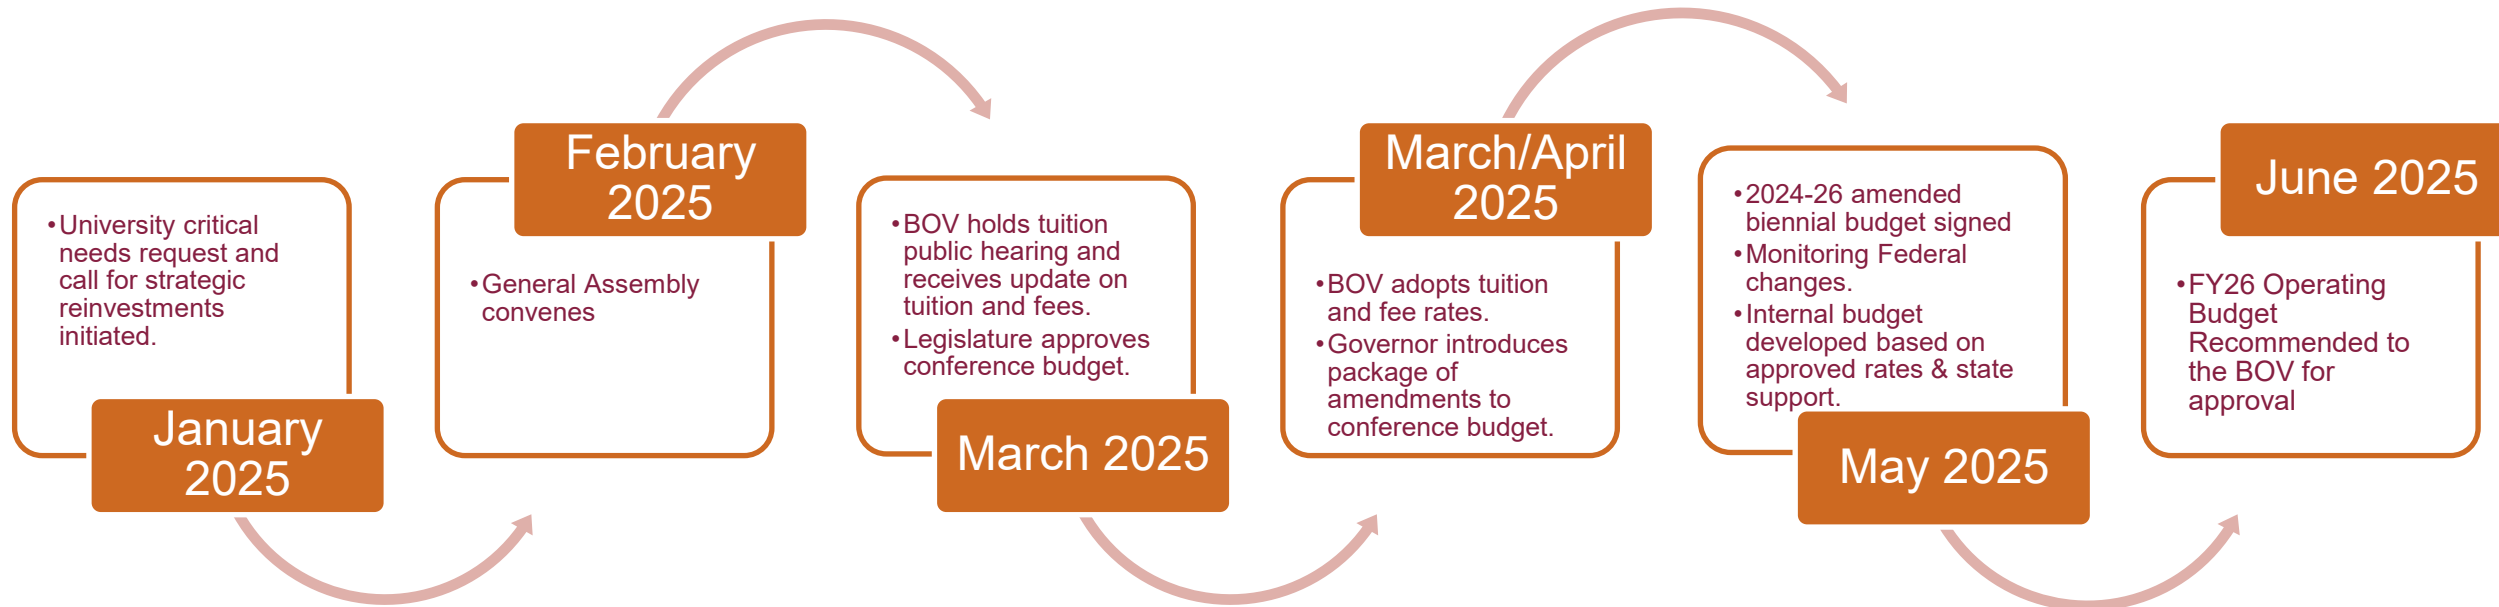 •University critical
needs request and
call for strategic
reinvestments
initiated.
January
2025
February
2025
•General Assembly
convenes
•BOV holds tuition
public hearing and
receives update on
tuition and fees.
•Legislature approves
conference budget.
March 2025
March/April
2025
•BOV adopts tuition
and fee rates.
•Governor introduces
package of
amendments to
conference budget.
•2024-26 amended
biennial budget signed
•Monitoring Federal
changes.
•Internal budget
developed based on
approved rates & state
support.
May 2025
June 2025
•FY26 Operating
Budget
Recommended to
the BOV for
approval